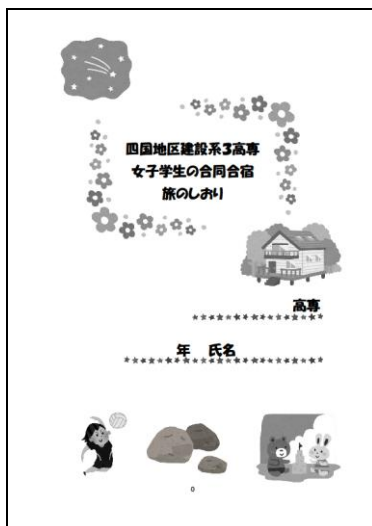 四国地区建設系3高専
女子学生の合同合宿
旅のしおり
高専
年 氏名
0